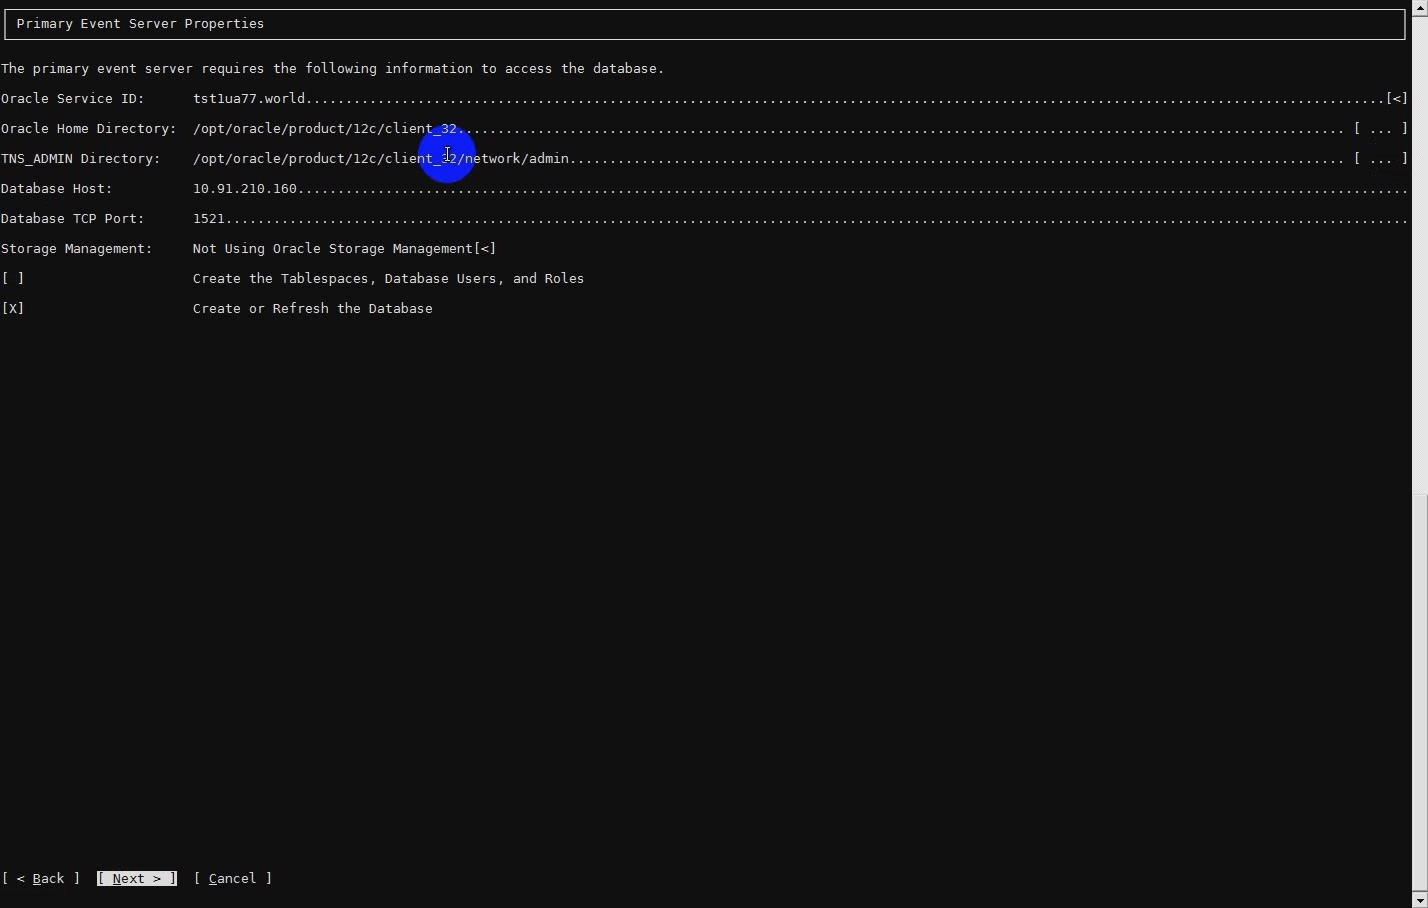 Primary Event Server Properties
The primary event server requires the following information to access the database.
Oracle Service ID: tst1ua77.world.......................................................................................................................................[<]
Oracle Home Directory: /opt/oracle/product/12c/client_32............................................................................................................... [ ... ]
TNS_ADMIN Directory: /opt/oracle/product/12c/client_32/network/admin................................................................................................. [ ... ]
Database Host: 10.91.210.160...........................................................................................................................................
Database TCP Port: 1521....................................................................................................................................................
Storage Management: Not Using Oracle Storage Management[<]
[ ] Create the Tablespaces, Database Users, and Roles
[X] Create or Refresh the Database
[ < Back ] [ Next > ] [ Cancel ]